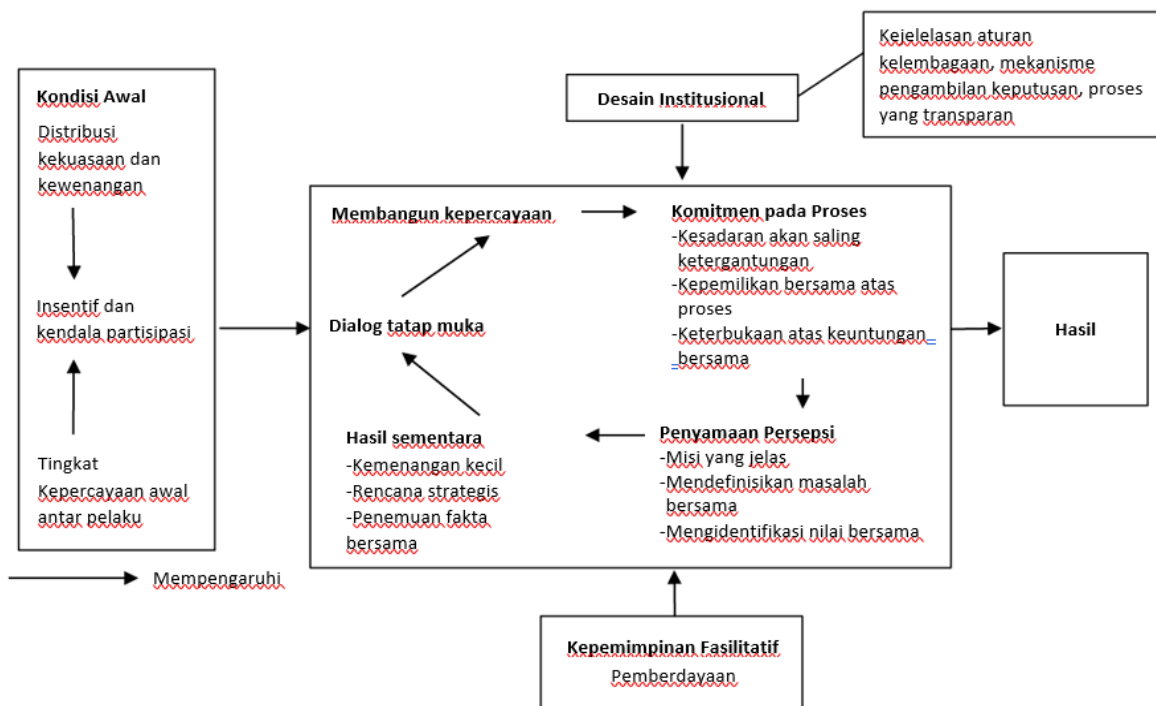 Kondisi Awal
Distribusi
kekuasaan dan
kewenangan
Insentif dan
kendala partisipasi
Tingkat
Kepercayaan awal
antar pelaku
Mempengaruhi
Desain Institusional
Kejelelasan aturan
kelembagaan, mekanisme
pengambilan keputusan, proses
yang transparan
Membangun kepercayaan
Komitmen pada Proses
-Kesadaran akan saling
ketergantungan
-Kepemilikan bersama atas
proses
-Keterbukaan atas keuntungan
bersama
Dialog tatap muka
Hasil sementara
-Kemenangan kecil
-Rencana strategis
-Penemuan fakta
bersama
Penyamaan Persepsi
-Misi yang jelas
-Mendefinisikan masalah
bersama
-Mengidentifikasi nilai bersama
Hasil
Kepemimpinan Fasilitatif
Pemberdayaan